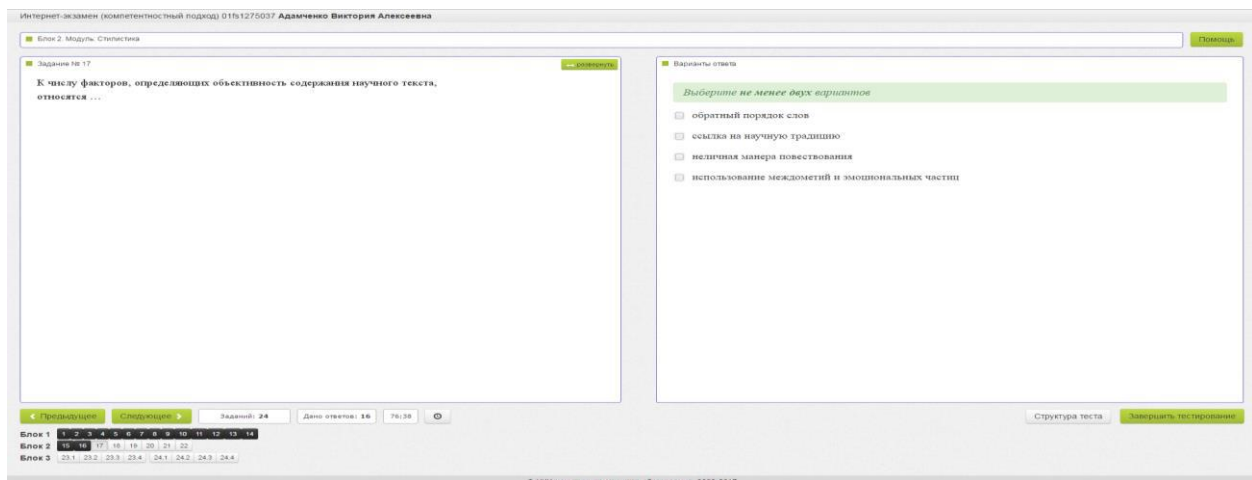 Интернет-экзамен (компетентностный подход) 01fs1275037 Адамченко Виктория Алексеевна
Блок 2. Модуль: Стилистика
Помощь
Задание № 17
развернуть
К числу факторов, определяющих объективность содержания научного текста,
относятся ...
Варианты ответа
Выберите не менее двух вариантов
обратный порядок слов
ссылка на научную традицию
неличная манера повествования
использование междометий и эмоциональных частиц
Предыдущее
Следующее
Заданий: 24
Дано ответов: 16
76:38
Структура теста
Завершить тестирование
Блок 1 1 2 3 4 5 6 7 8 9 10 11 12 13 14
Блок 2 15 16 17 18 19 20 21 22
Блок 3 23.1 23.2 23.3 23.4 24.1 24.2 24.3 24.4